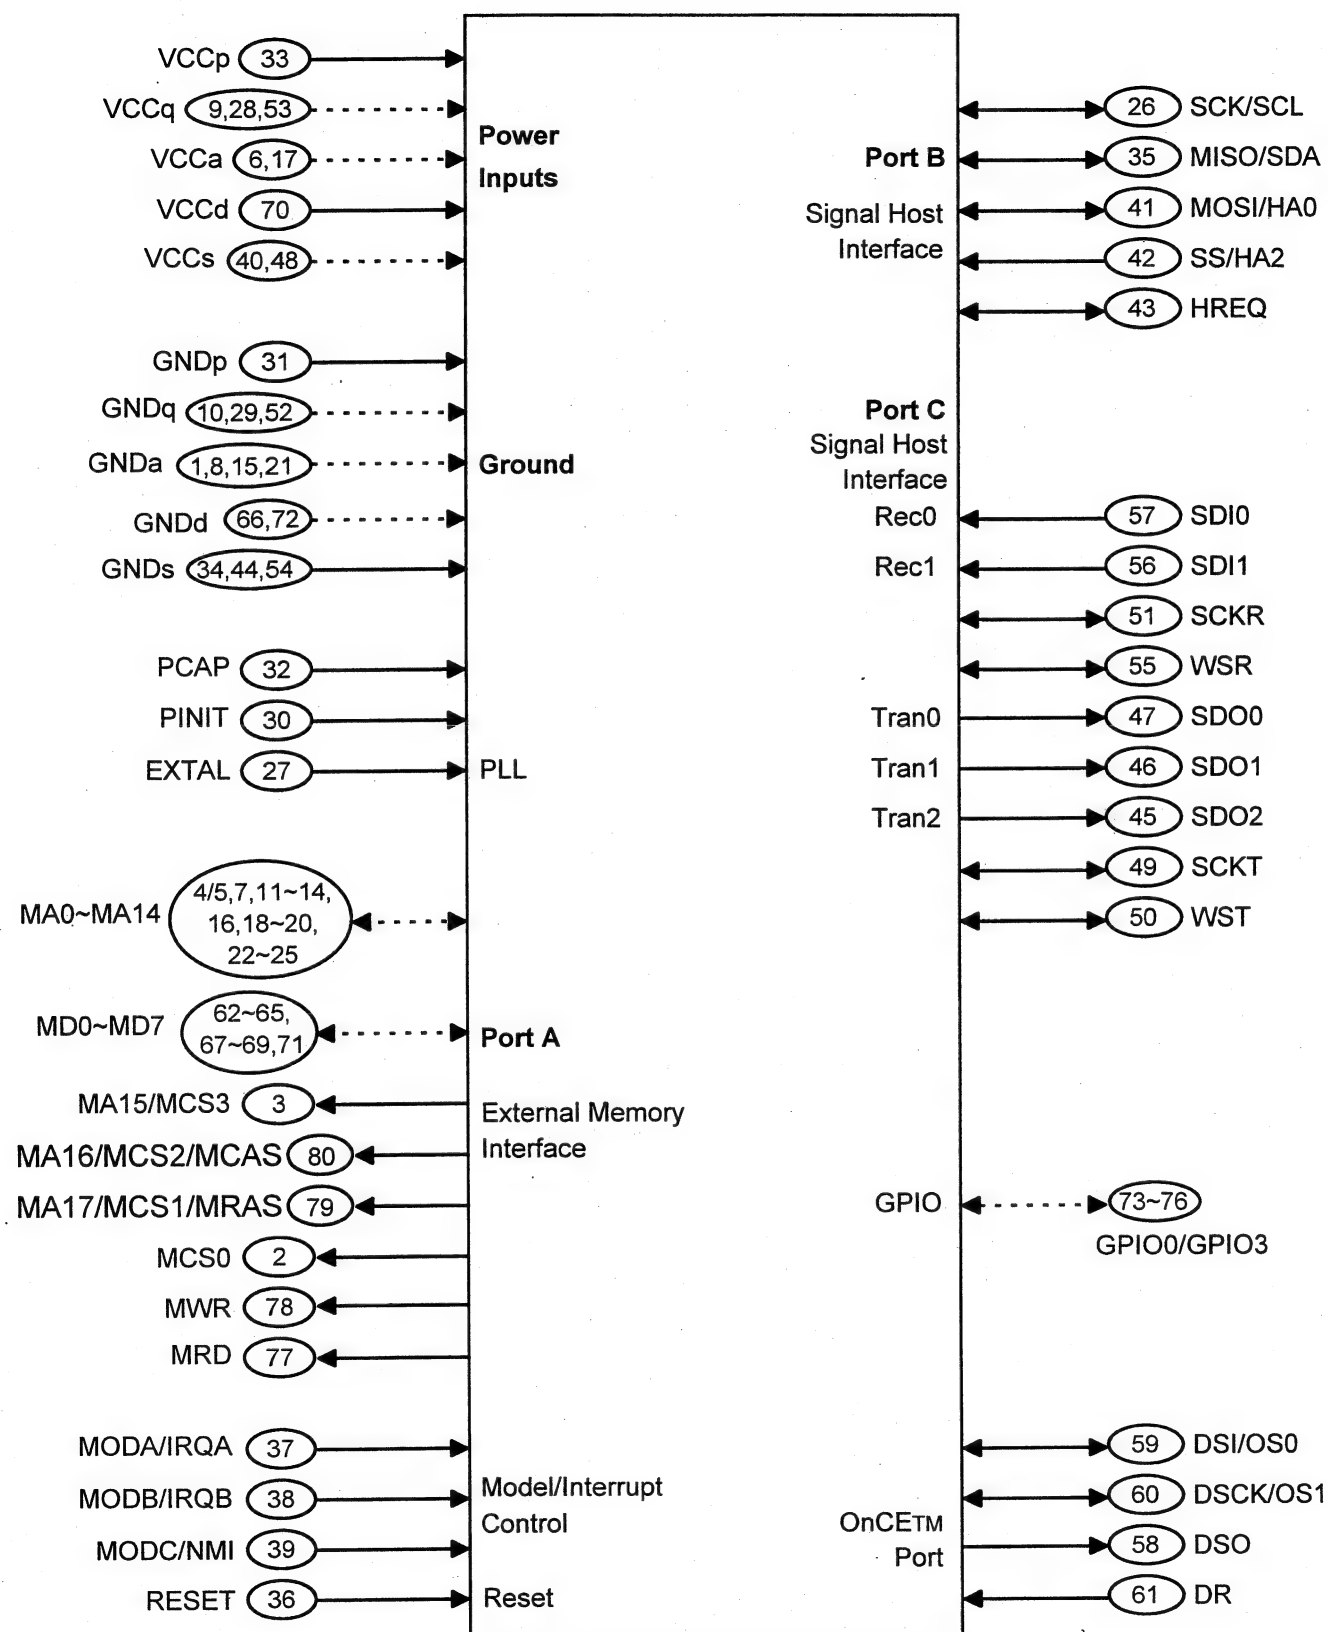 VCCp 33
VCCq 9,28,53
VCCa 6,17
VCCd 70
VCCs 40,48
Power
Inputs
GNDp 31
GNDq 10,29,52
GNDa 1,8,15,21
GNDd 66,72
GNDs 34,44,54
Ground
PCAP 32
PINIT 30
EXTAL 27
PLL
MA0~MA14
4/5,7,11~14,
16,18~20,
22~25
MD0~MD7
62~65,
67~69,71
MA15/MCS3 3
MA16/MCS2/MCAS 80
MA17/MCS1/MRAS 79
MCS0 2
MWR 78
MRD 77
Port A
External Memory
Interface
MODA/IRQA 37
MODB/IRQB 38
MODC/NMI 39
RESET 36
Model/Interrupt
Control
Reset
Port B
Signal Host
Interface
26 SCK/SCL
35 MISO/SDA
41 MOSI/HA0
42 SS/HA2
43 HREQ
Port C
Signal Host
Interface
Rec0 57 SDI0
Rec1 56 SDI1
51 SCKR
55 WSR
Tran0 47 SDO0
Tran1 46 SDO1
Tran2 45 SDO2
49 SCKT
50 WST
GPIO 73~76
GPIO0/GPIO3
OnCETM
Port
59 DSI/OS0
60 DSCK/OS1
58 DSO
61 DR